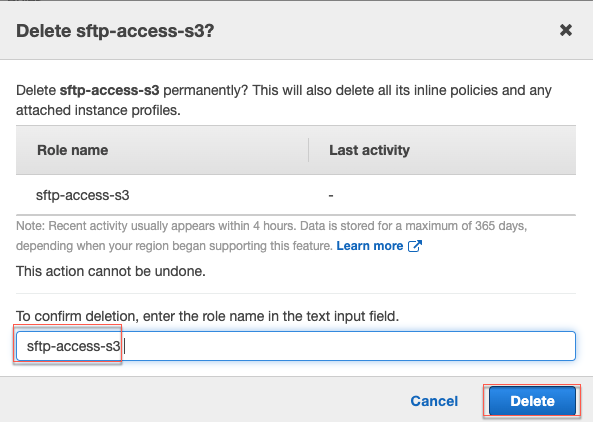 Delete sftp-access-s3?
Delete sftp-access-s3 permanently? This will also delete all its inline policies and any
attached instance profiles.
Role name Last activity
sftp-access-s3 -
Note: Recent activity usually appears within 4 hours. Data is stored for a maximum of 365 days,
depending when your region began supporting this feature. Learn more
This action cannot be undone.
To confirm deletion, enter the role name in the text input field.
sftp-access-s3
Cancel Delete